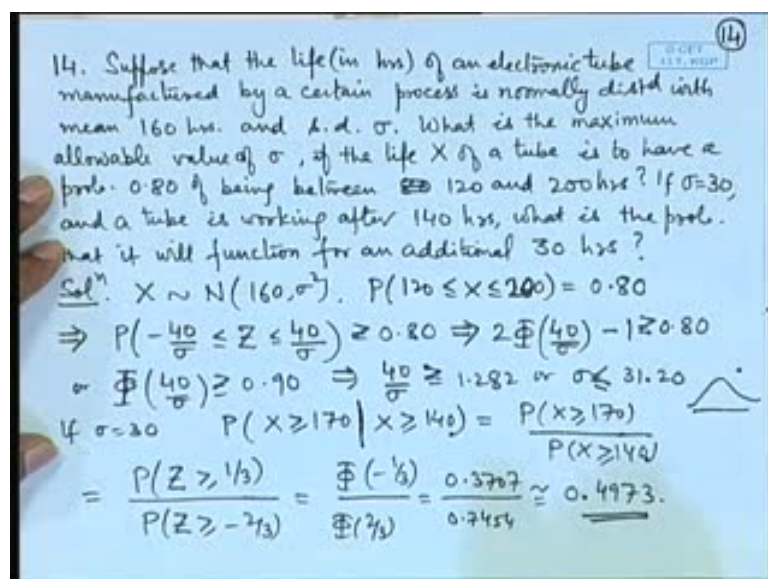 14
14. Suppose that the life (in hrs) of an electronic tube
manufactured by a certain process is normally distd with
mean 160 hrs. and s.d. σ. What is the maximum
allowable value of σ, if the life X of a tube is to have a
prob. 0.80 of being between 120 and 200 hrs? If σ=30,
and a tube is working after 140 hrs, what is the prob.
that it will function for an additional 30 hrs?
Solⁿ. X ~ N(160, σ²). P(120 ≤ X ≤ 200) = 0.80
⇒ P(-40/σ ≤ Z ≤ 40/σ) ≥ 0.80 ⇒ 2Φ(40/σ) - 1 ≥ 0.80
or Φ(40/σ) ≥ 0.90 ⇒ 40/σ ≥ 1.282 or σ ≤ 31.20
If σ=30 P(X ≥ 170 | X ≥ 140) = P(X ≥ 170) / P(X ≥ 140)
= P(Z ≥ 1/3) / P(Z ≥ -2/3) = Φ(-1/3) / Φ(2/3) = 0.3707 / 0.7454 ≅ 0.4973.